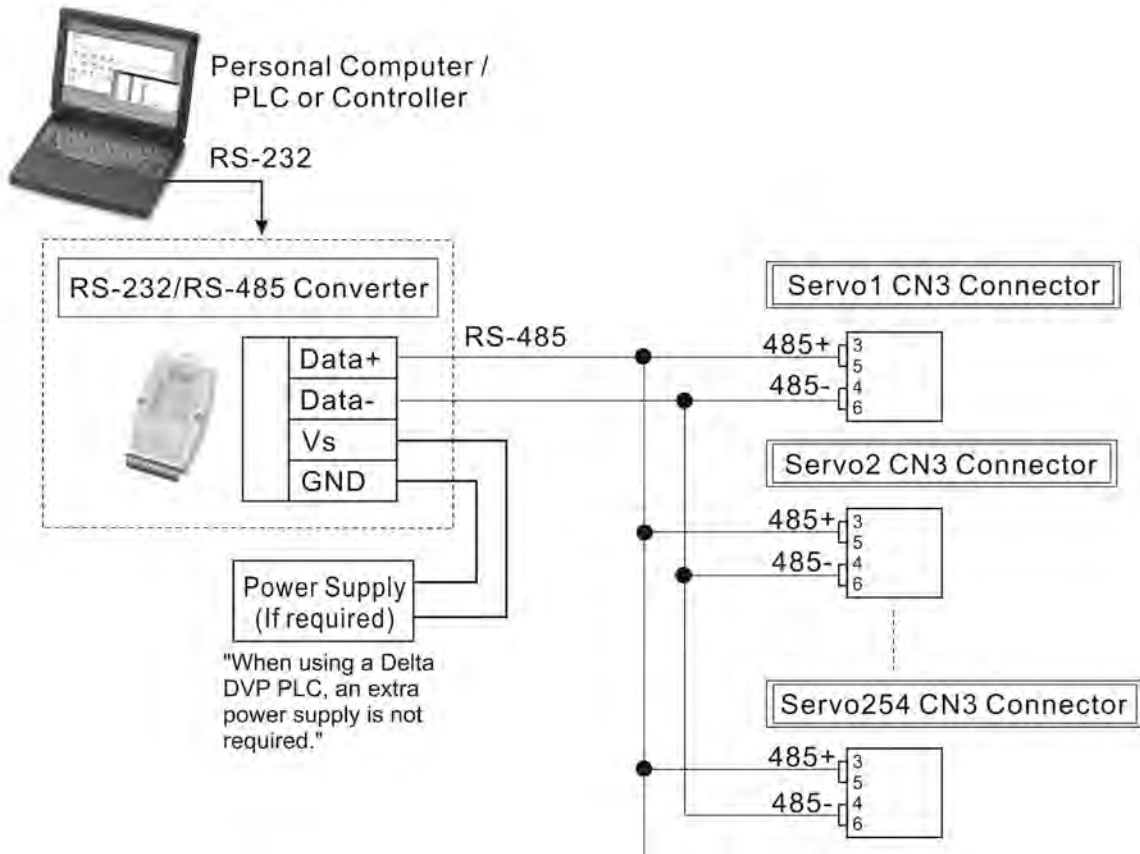 Personal Computer /
PLC or Controller
RS-232
RS-232/RS-485 Converter
Data+
Data-
Vs
GND
RS-485
Power Supply
(If required)
"When using a Delta
DVP PLC, an extra
power supply is not
required."
Servo1 CN3 Connector
485+
3
5
485-
4
6
Servo2 CN3 Connector
485+
3
5
485-
4
6
Servo254 CN3 Connector
485+
3
5
485-
4
6